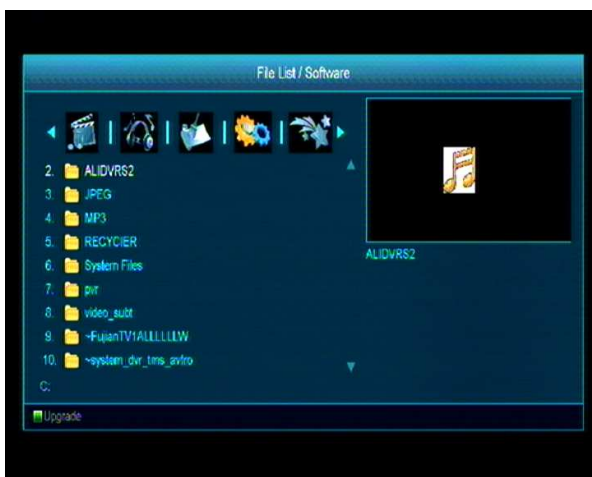 File List / Software
2. ALIDVRS2
3. JPEG
4. MP3
5. RECYCIER
6. System Files
7. pvr
8. video_subt
9. ~FujianTV1ALLLLLLW
10. ~system_dvr_tms_avfro
ALIDVRS2
C:
Upgrade